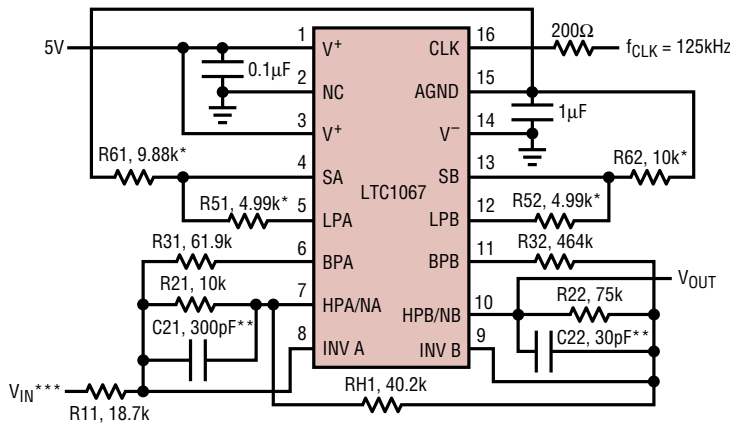 5V
1
V+
CLK
16
200Ω
fCLK = 125kHz
0.1µF
2
NC
AGND
15
1µF
3
V+
V–
14
R61, 9.88k*
4
SA
SB
13
R62, 10k*
LTC1067
R51, 4.99k*
5
LPA
LPB
12
R52, 4.99k*
R31, 61.9k
6
BPA
BPB
11
R32, 464k
R21, 10k
7
HPA/NA
HPB/NB
10
VOUT
R22, 75k
C21, 300pF**
8
INV A
INV B
9
C22, 30pF**
VIN***
R11, 18.7k
RH1, 40.2k